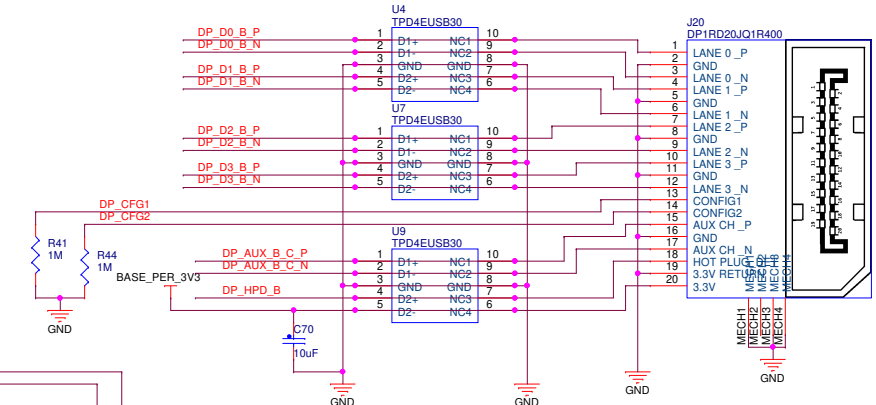 U4
TPD4EUSB30
DP_D0_B_P
DP_D0_B_N
DP_D1_B_P
DP_D1_B_N
1 D1+ NC1 10
2 D1- NC2 9
3 GND GND 8
4 D2+ NC3 7
5 D2- NC4 6
U7
TPD4EUSB30
DP_D2_B_P
DP_D2_B_N
DP_D3_B_P
DP_D3_B_N
1 D1+ NC1 10
2 D1- NC2 9
3 GND GND 8
4 D2+ NC3 7
5 D2- NC4 6
DP_CFG1
DP_CFG2
R41
1M
R44
1M
GND
U9
TPD4EUSB30
DP_AUX_B_C_P
DP_AUX_B_C_N
BASE_PER_3V3
DP_HPD_B
1 D1+ NC1 10
2 D1- NC2 9
3 GND GND 8
4 D2+ NC3 7
5 D2- NC4 6
C70
10uF
GND
GND
GND
J20
DP1RD20JQ1R400
1 LANE 0 _P
2 GND
3 LANE 0 _N
4 LANE 1 _P
5 GND
6 LANE 1 _N
7 LANE 2 _P
8 GND
9 LANE 2 _N
10 LANE 3 _P
11 GND
12 LANE 3 _N
13 CONFIG1
14 CONFIG2
15 AUX CH _P
16 GND
17 AUX CH _N
18 HOT PLUG
19 3.3V RET
20 3.3V
MECH1
MECH2
MECH3
MECH4
MECH1
MECH2
MECH3
MECH4
GND